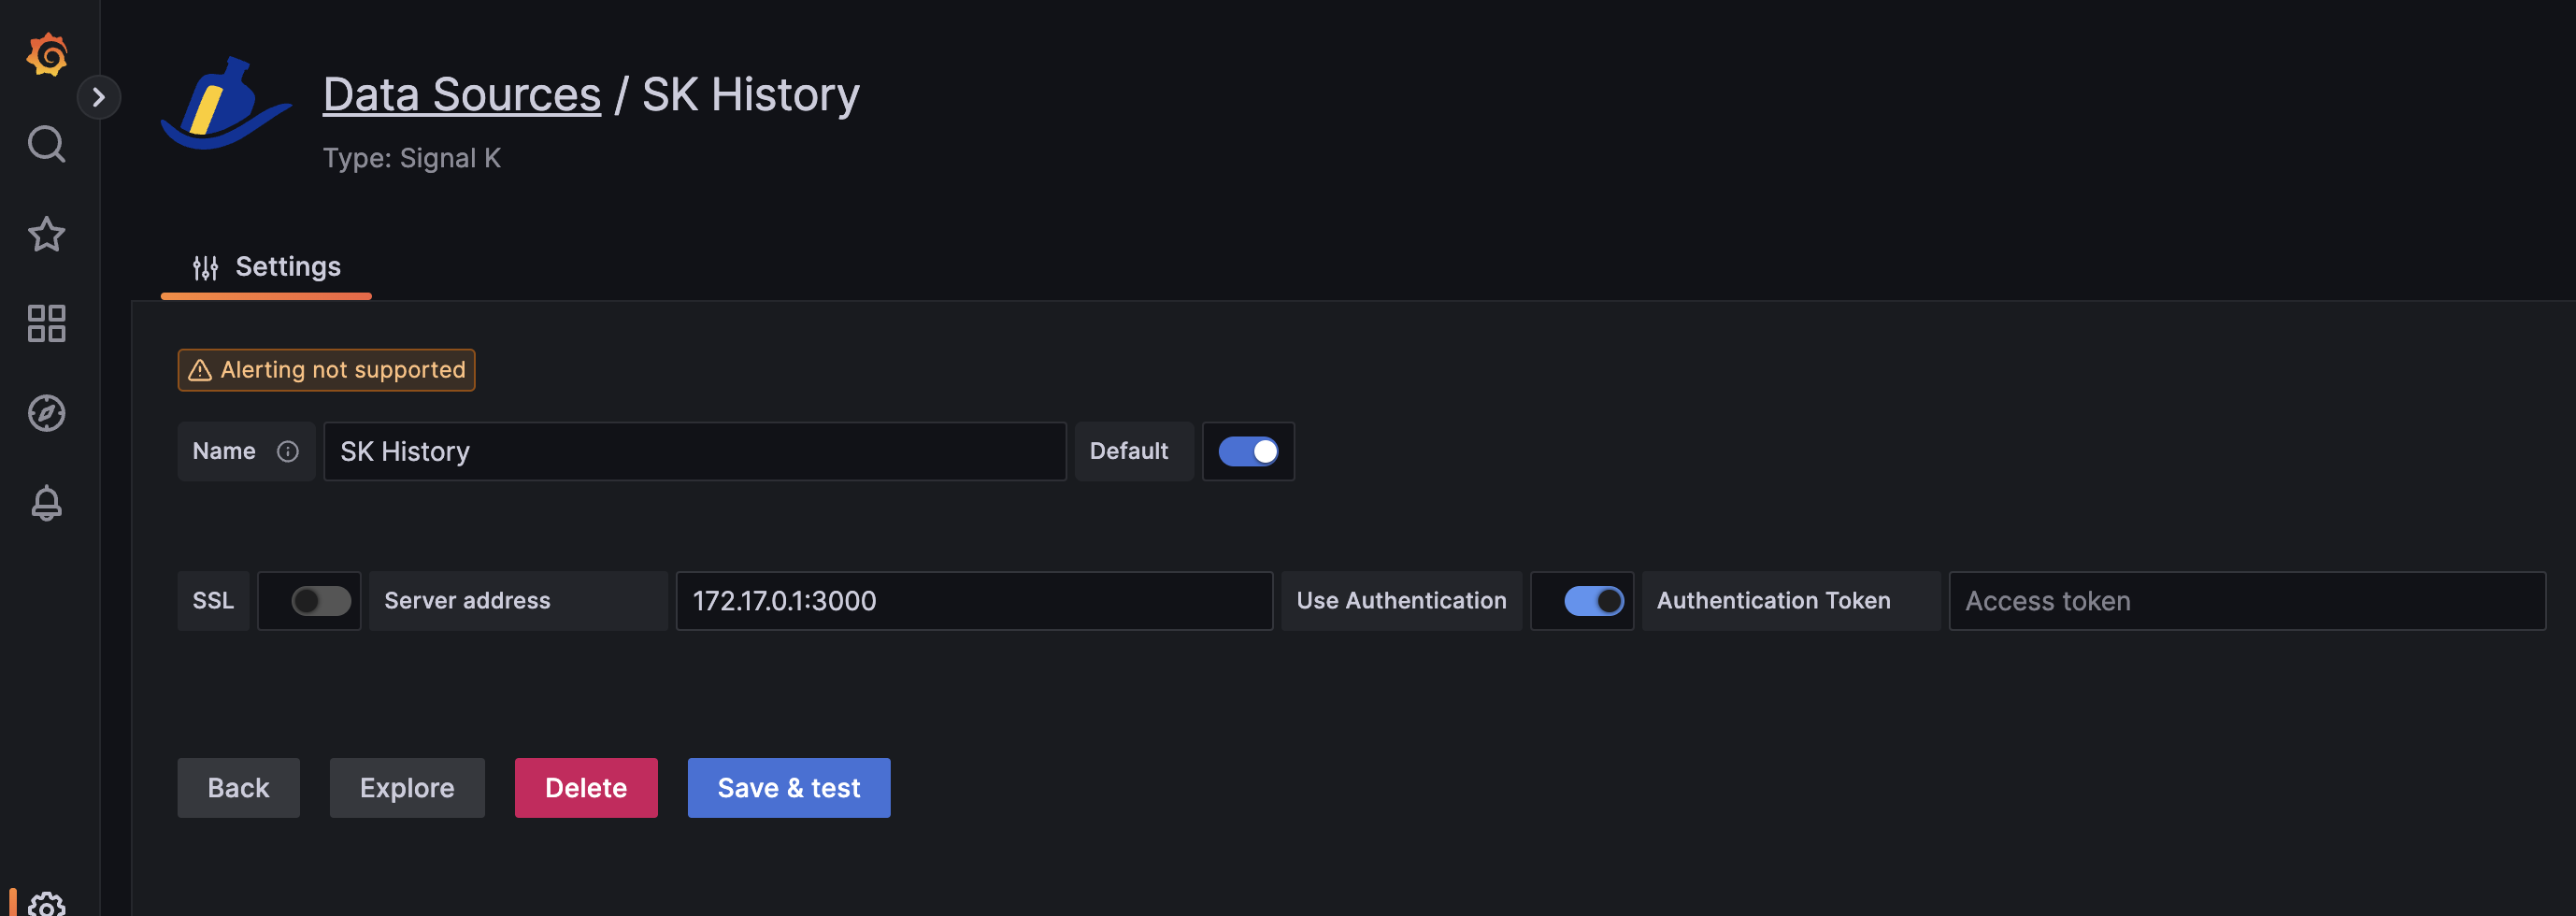 Data Sources / SK History
Type: Signal K
Settings
Alerting not supported
Name SK History Default
SSL Server address 172.17.0.1:3000 Use Authentication Authentication Token Access token
Back Explore Delete Save & test